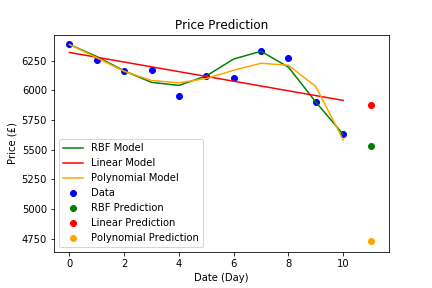 Price Prediction
Price (£)
6250
6000
5750
5500
5250
5000
4750
RBF Model
Linear Model
Polynomial Model
Data
RBF Prediction
Linear Prediction
Polynomial Prediction
0 2 4 6 8 10
Date (Day)